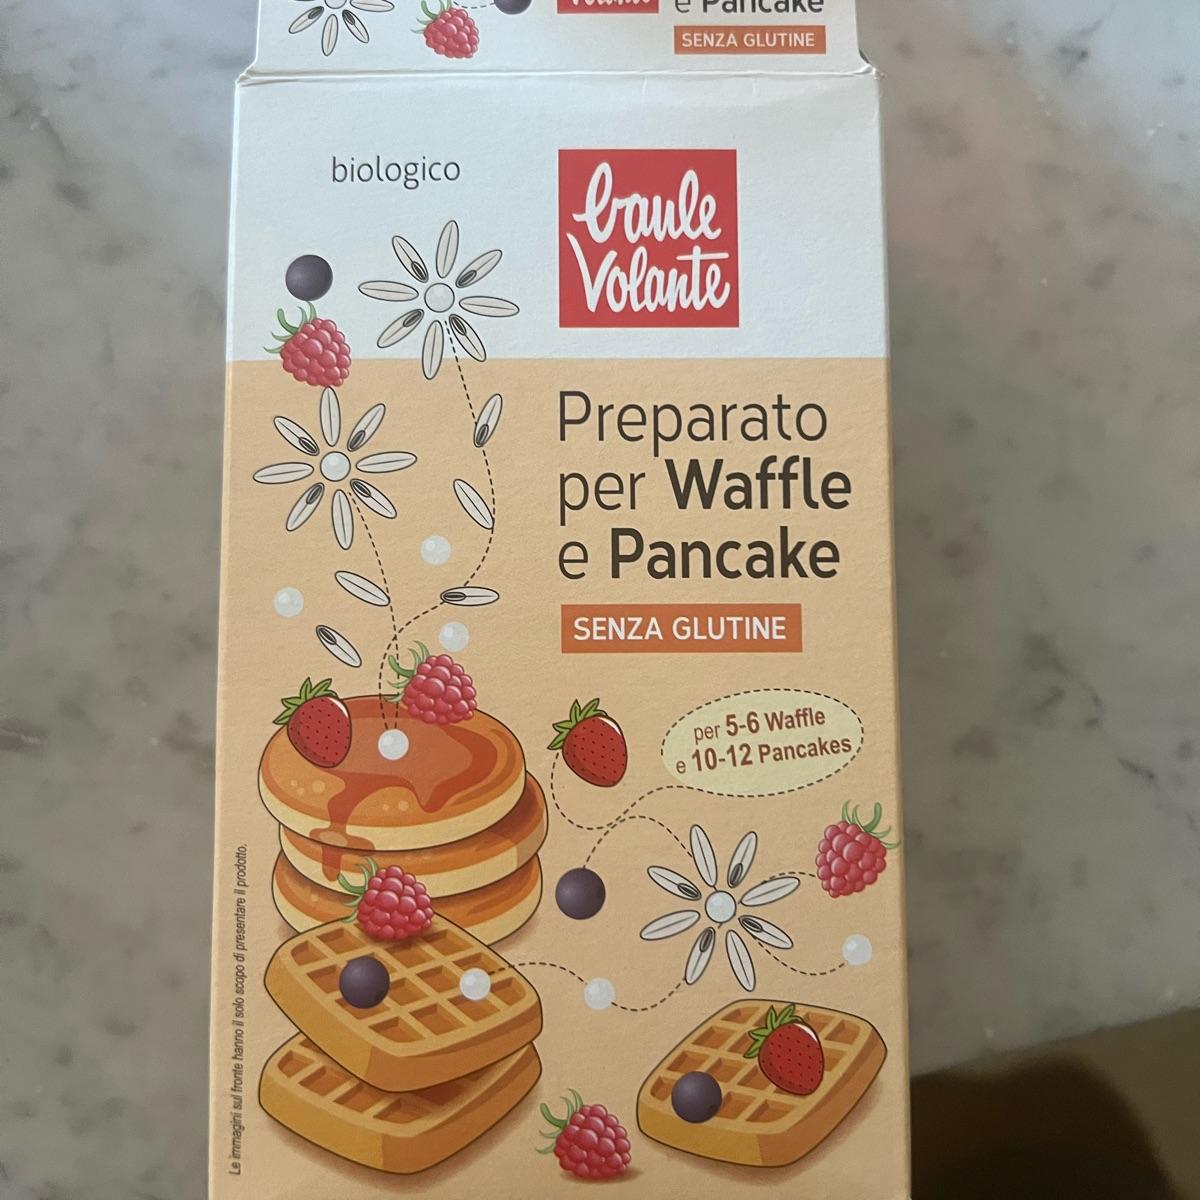 Volante
e Pancake
SENZA GLUTINE
biologico
baule
Volante
Preparato
per Waffle
e Pancake
SENZA GLUTINE
per 5-6 Waffle
e 10-12 Pancakes
Le immagini sul fronte hanno il solo scopo di presentare il prodotto.